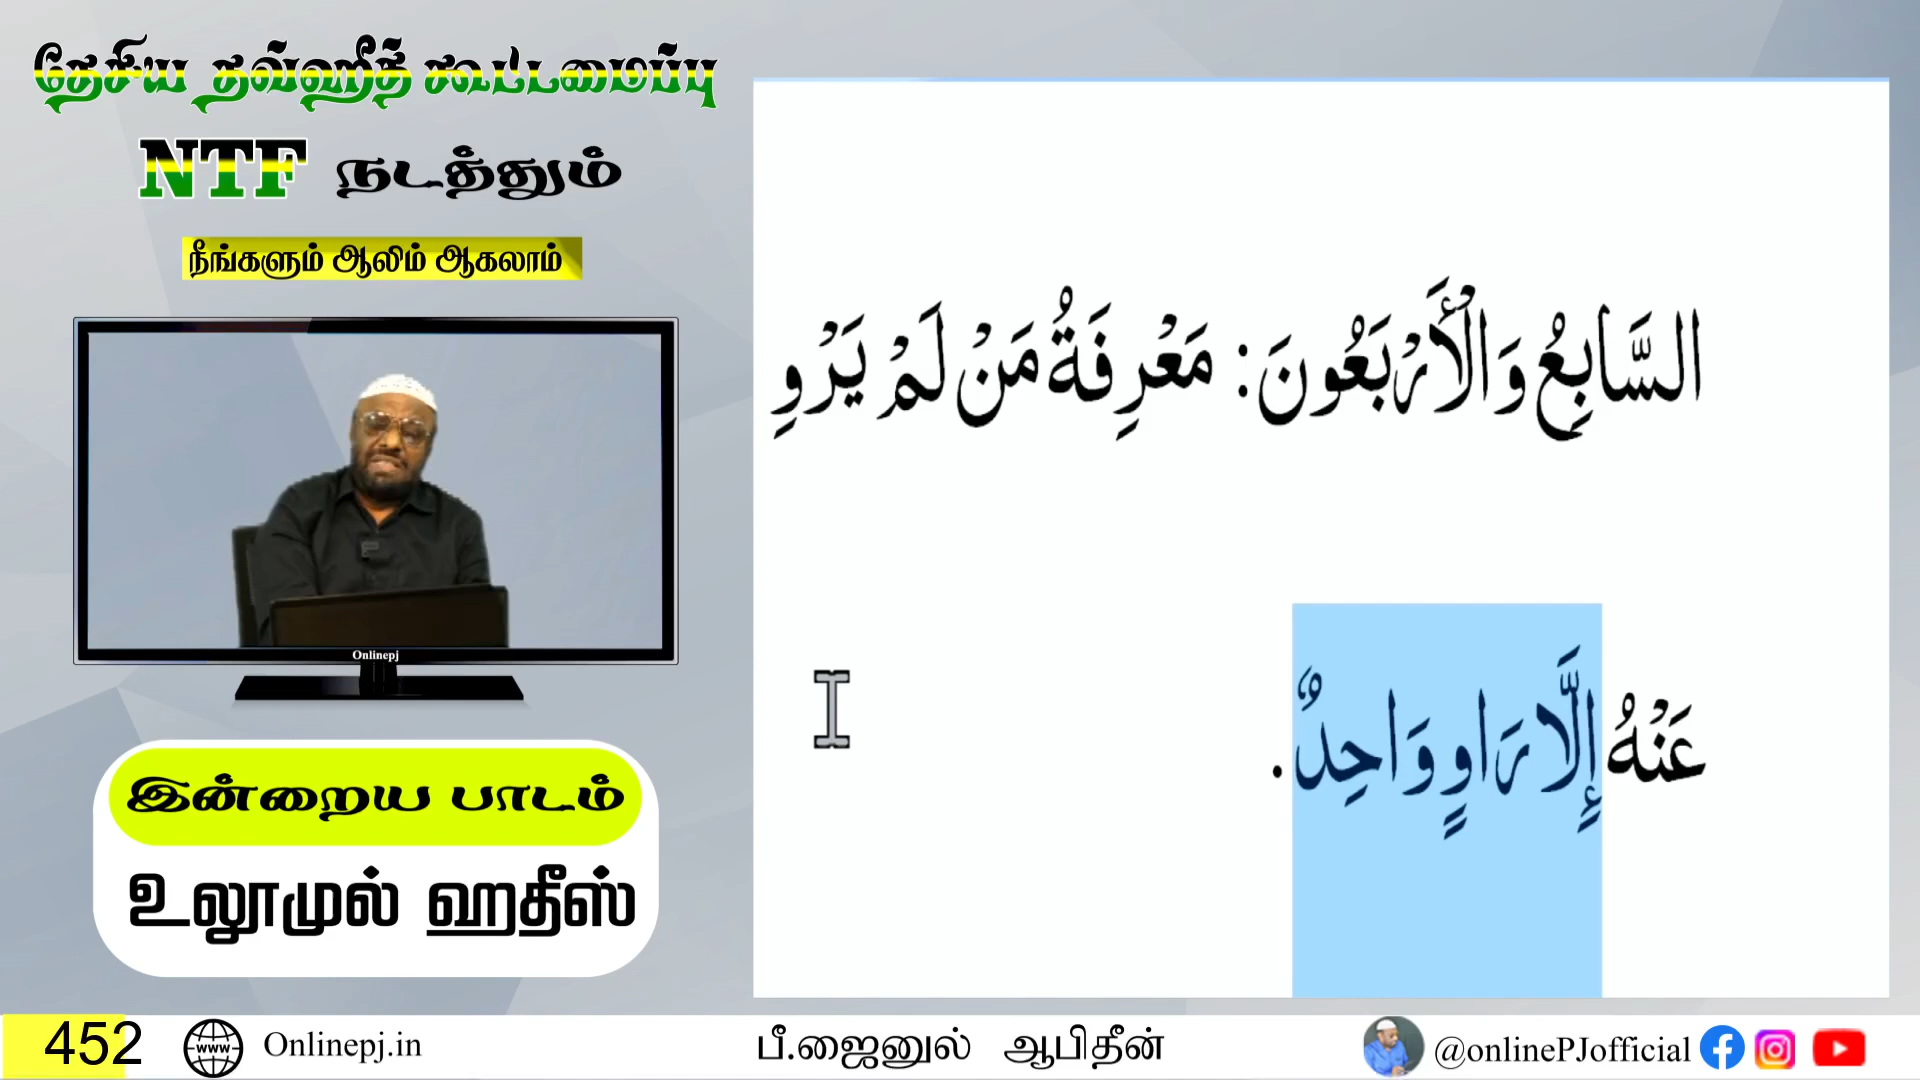 தேசிய தவ்ஹீத் கூட்டமைப்பு
NTF நடத்தும்
நீங்களும் ஆலிம் ஆகலாம்
Onlinepj
இன்றைய பாடம்
உலூமுல் ஹதீஸ்
السَّابِعُ وَالْأَرْبَعُونَ: مَعْرِفَةُ مَنْ لَمْ يَرْوِ
عَنْهُ إِلَّا رَاوٍ وَاحِدٌ.
452
www
Onlinepj.in
பீ.ஜைனுல் ஆபிதீன்
@onlinePJofficial